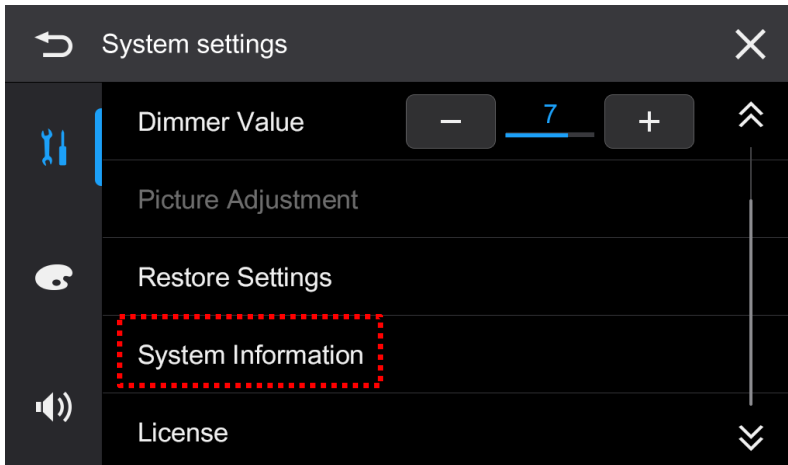 System settings
Dimmer Value − 7 +
Picture Adjustment
Restore Settings
System Information
License